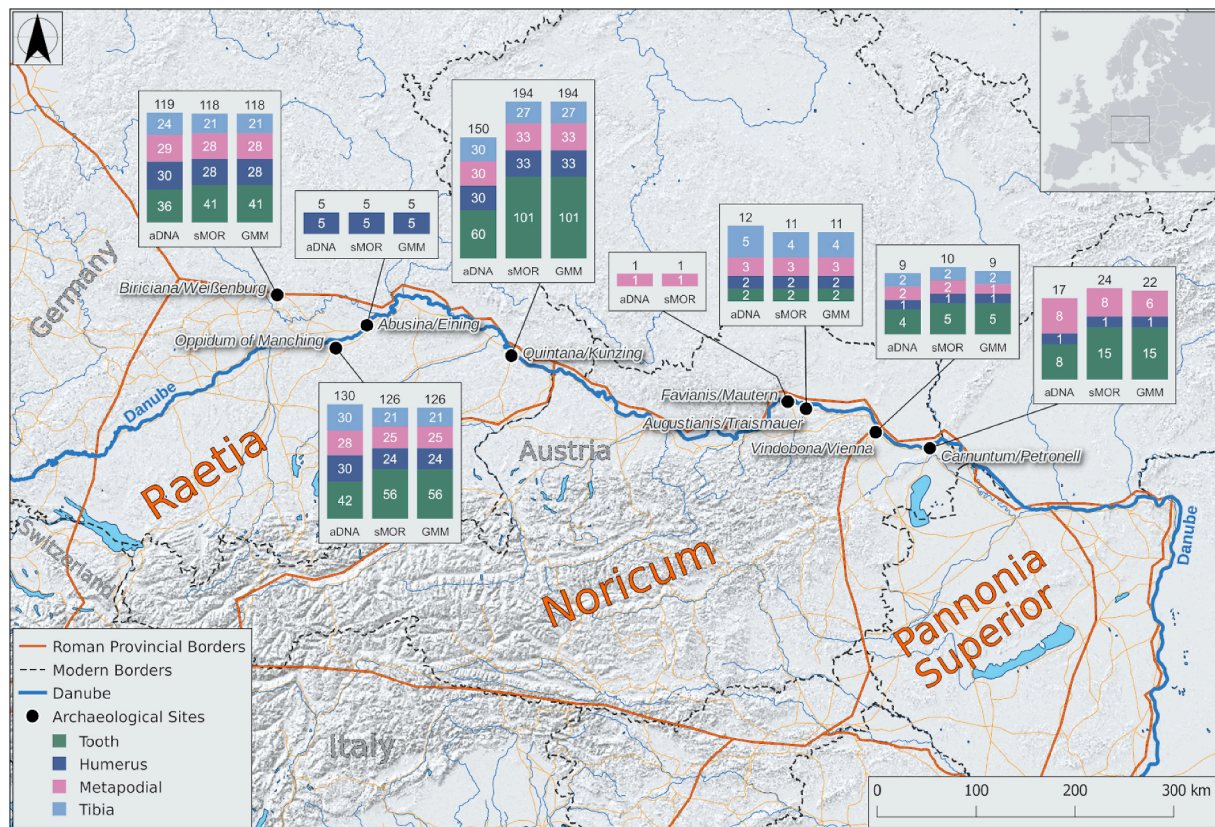 119 118 118
24 21 21
29 28 28
30 28 28
36 41 41
aDNA sMOR GMM
5 5 5
5 5 5
aDNA sMOR GMM
150 194 194
30 27 27
30 33 33
30 33 33
60 101 101
aDNA sMOR GMM
1 1
1 1
aDNA sMOR
12 11 11
5 4 4
3 3 3
2 2 2
2 2 2
aDNA sMOR GMM
9 10 9
2 2 2
2 2 1
1 1 1
4 5 5
aDNA sMOR GMM
17 24 22
8 8 6
1 1 1
8 15 15
aDNA sMOR GMM
Germany
Biriciana/Weißenburg
Abusina/Eining
Oppidum of Manching
Quintana/Kunzing
Danube
130 126 126
30 21 21
28 25 25
30 24 24
42 56 56
aDNA sMOR GMM
Favianis/Mautern
Augustianis/Traismauer
Vindobona/Vienna
Carnuntum/Petronell
Austria
Raetia
Switzerland
Noricum
Pannonia
Superior
Danube
Italy
Roman Provincial Borders
Modern Borders
Danube
Archaeological Sites
Tooth
Humerus
Metapodial
Tibia
0 100 200 300 km